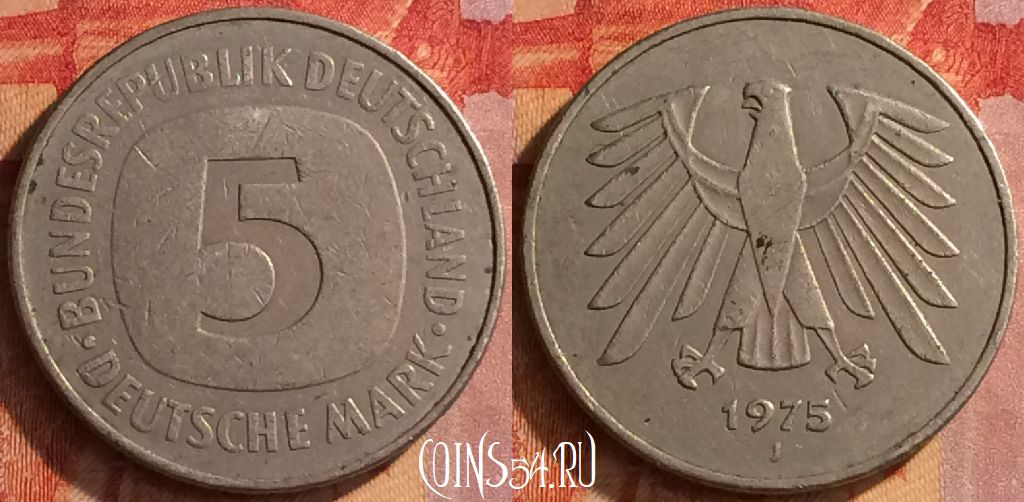 BUNDESREPUBLIK DEUTSCHLAND
5
DEUTSCHE MARK
1975
J
COINS54.RU